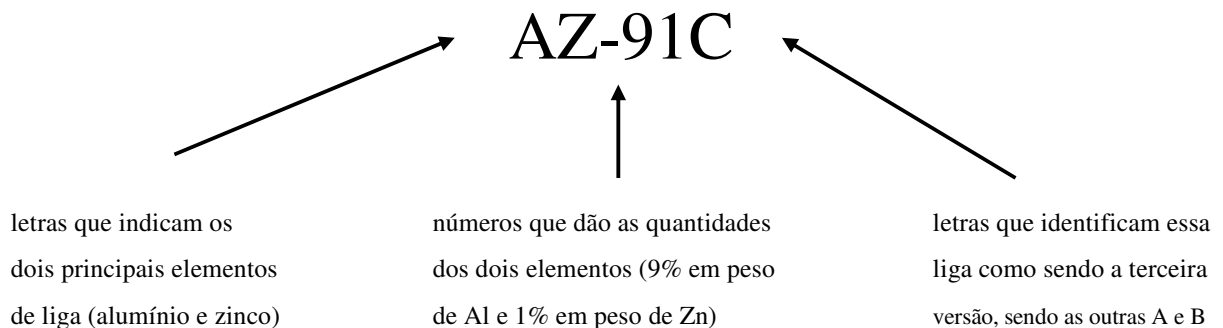 AZ-91C
letras que indicam os
dois principais elementos
de liga (alumínio e zinco)
números que dão as quantidades
dos dois elementos (9% em peso
de Al e 1% em peso de Zn)
letras que identificam essa
liga como sendo a terceira
versão, sendo as outras A e B